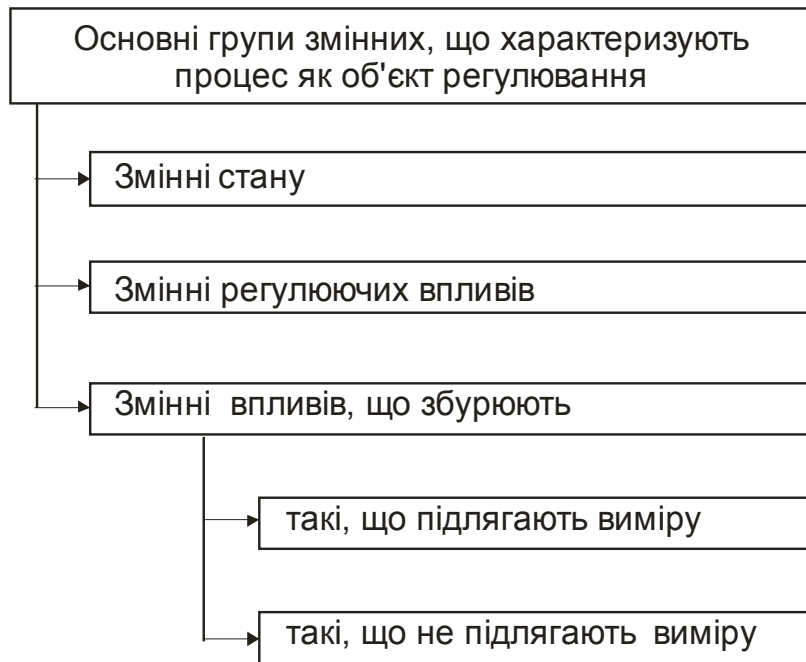 Основні групи змінних, що характеризують
процес як об'єкт регулювання
Змінні стану
Змінні регулюючих впливів
Змінні впливів, що збурюють
такі, що підлягають виміру
такі, що не підлягають виміру